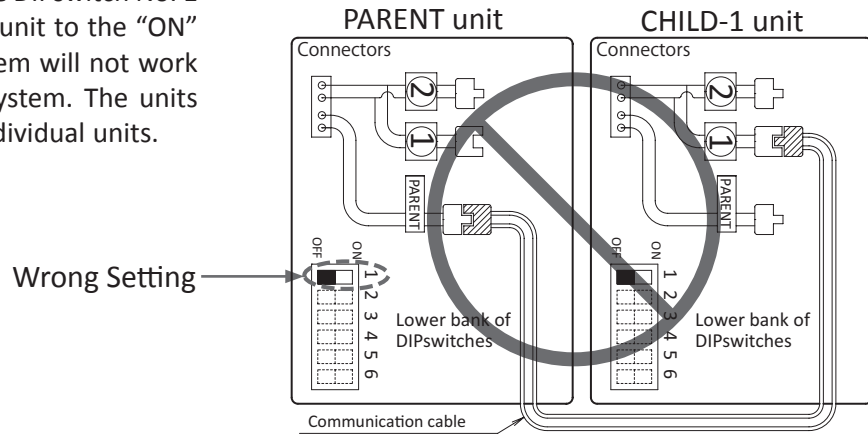 unit to the “ON”
em will not work
ystem. The units
dividual units.
PARENT unit
CHILD-1 unit
Connectors
Connectors
2
1
PARENT
2
1
PARENT
OFF
ON
1
2
3
4
5
6
OFF
ON
1
2
3
4
5
6
Wrong Setting
Lower bank of
DIPswitches
Lower bank of
DIPswitches
Communication cable